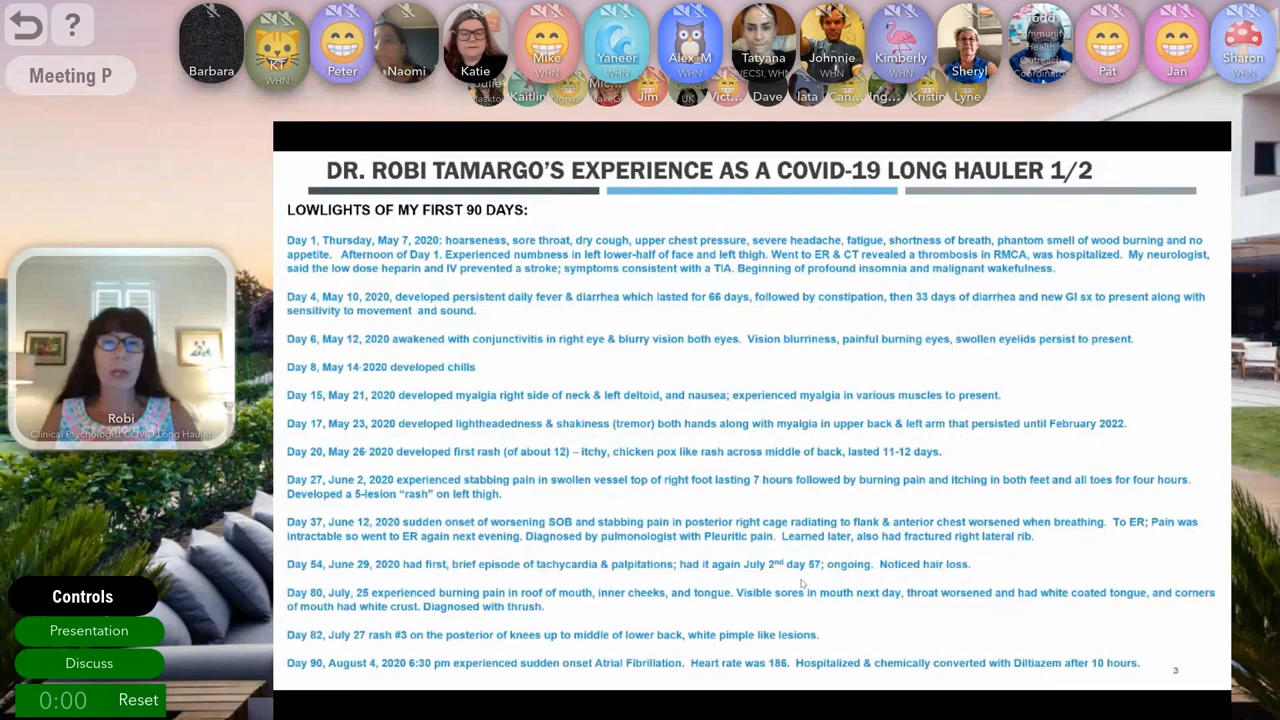 Meeting P
Barbara
KT
WHN
Peter
Naomi
Katie
Mike
WHN
Yaneer
WHN
Alex_M
WHN
Tatyana
NECSI, WHN
Johnnie
WHN
Kimberly
WHN
Sheryl
Todd
Community
Health
Outreach
Coordinator
Pat
Jan
Sharon
WHN
Kaitlin
Jim
UK
Vict...
Dave
Can...
Ing...
Kristin
Lyne
DR. ROBI TAMARGO'S EXPERIENCE AS A COVID-19 LONG HAULER 1/2
LOWLIGHTS OF MY FIRST 90 DAYS:
Day 1, Thursday, May 7, 2020: hoarseness, sore throat, dry cough, upper chest pressure, severe headache, fatigue, shortness of breath, phantom smell of wood burning and no
appetite. Afternoon of Day 1. Experienced numbness in left lower-half of face and left thigh. Went to ER & CT revealed a thrombosis in RMCA, was hospitalized. My neurologist,
said the low dose heparin and IV prevented a stroke; symptoms consistent with a TIA. Beginning of profound insomnia and malignant wakefulness.
Day 4, May 10, 2020, developed persistent daily fever & diarrhea which lasted for 66 days, followed by constipation, then 33 days of diarrhea and new GI sx to present along with
sensitivity to movement and sound.
Day 6, May 12, 2020 awakened with conjunctivitis in right eye & blurry vision both eyes. Vision blurriness, painful burning eyes, swollen eyelids persist to present.
Day 8, May 14 2020 developed chills
Day 15, May 21, 2020 developed myalgia right side of neck & left deltoid, and nausea; experienced myalgia in various muscles to present.
Day 17, May 23, 2020 developed lightheadedness & shakiness (tremor) both hands along with myalgia in upper back & left arm that persisted until February 2022.
Day 20, May 26 2020 developed first rash (of about 12) – itchy, chicken pox like rash across middle of back, lasted 11-12 days.
Day 27, June 2, 2020 experienced stabbing pain in swollen vessel top of right foot lasting 7 hours followed by burning pain and itching in both feet and all toes for four hours.
Developed a 5-lesion “rash” on left thigh.
Day 37, June 12, 2020 sudden onset of worsening SOB and stabbing pain in posterior right cage radiating to flank & anterior chest worsened when breathing. To ER; Pain was
intractable so went to ER again next evening. Diagnosed by pulmonologist with Pleuritic pain. Learned later, also had fractured right lateral rib.
Day 54, June 29, 2020 had first, brief episode of tachycardia & palpitations; had it again July 2nd day 57; ongoing. Noticed hair loss.
Day 80, July, 25 experienced burning pain in roof of mouth, inner cheeks, and tongue. Visible sores in mouth next day, throat worsened and had white coated tongue, and corners
of mouth had white crust. Diagnosed with thrush.
Day 82, July 27 rash #3 on the posterior of knees up to middle of lower back, white pimple like lesions.
Day 90, August 4, 2020 6:30 pm experienced sudden onset Atrial Fibrillation. Heart rate was 186. Hospitalized & chemically converted with Diltiazem after 10 hours.
3
Robi
Clinical Psychologist COVID Long Hauler
Controls
Presentation
Discuss
0:00 Reset